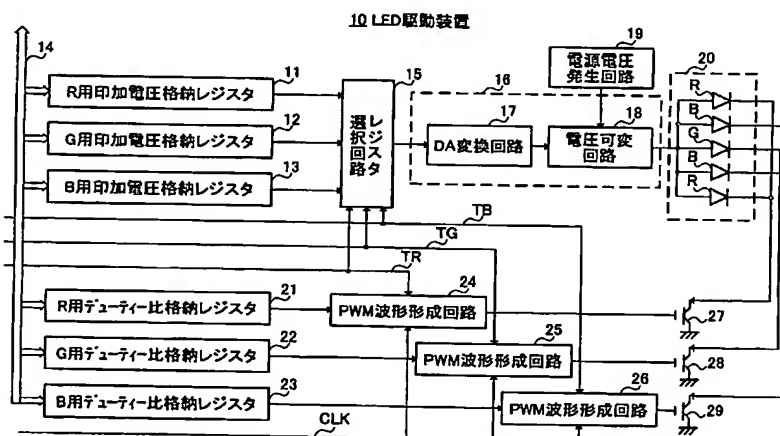 10 LED駆動装置
14
11
R用印加電圧格納レジスタ
12
G用印加電圧格納レジスタ
13
B用印加電圧格納レジスタ
15
レジスタ
選択回路
16
17
DA変換回路
18
電圧可変
回路
19
電源電圧
発生回路
20
R
B
G
B
R
TB
TG
TR
21
R用デューティー比格納レジスタ
22
G用デューティー比格納レジスタ
23
B用デューティー比格納レジスタ
24
PWM波形形成回路
25
PWM波形形成回路
26
PWM波形形成回路
27
28
29
CLK